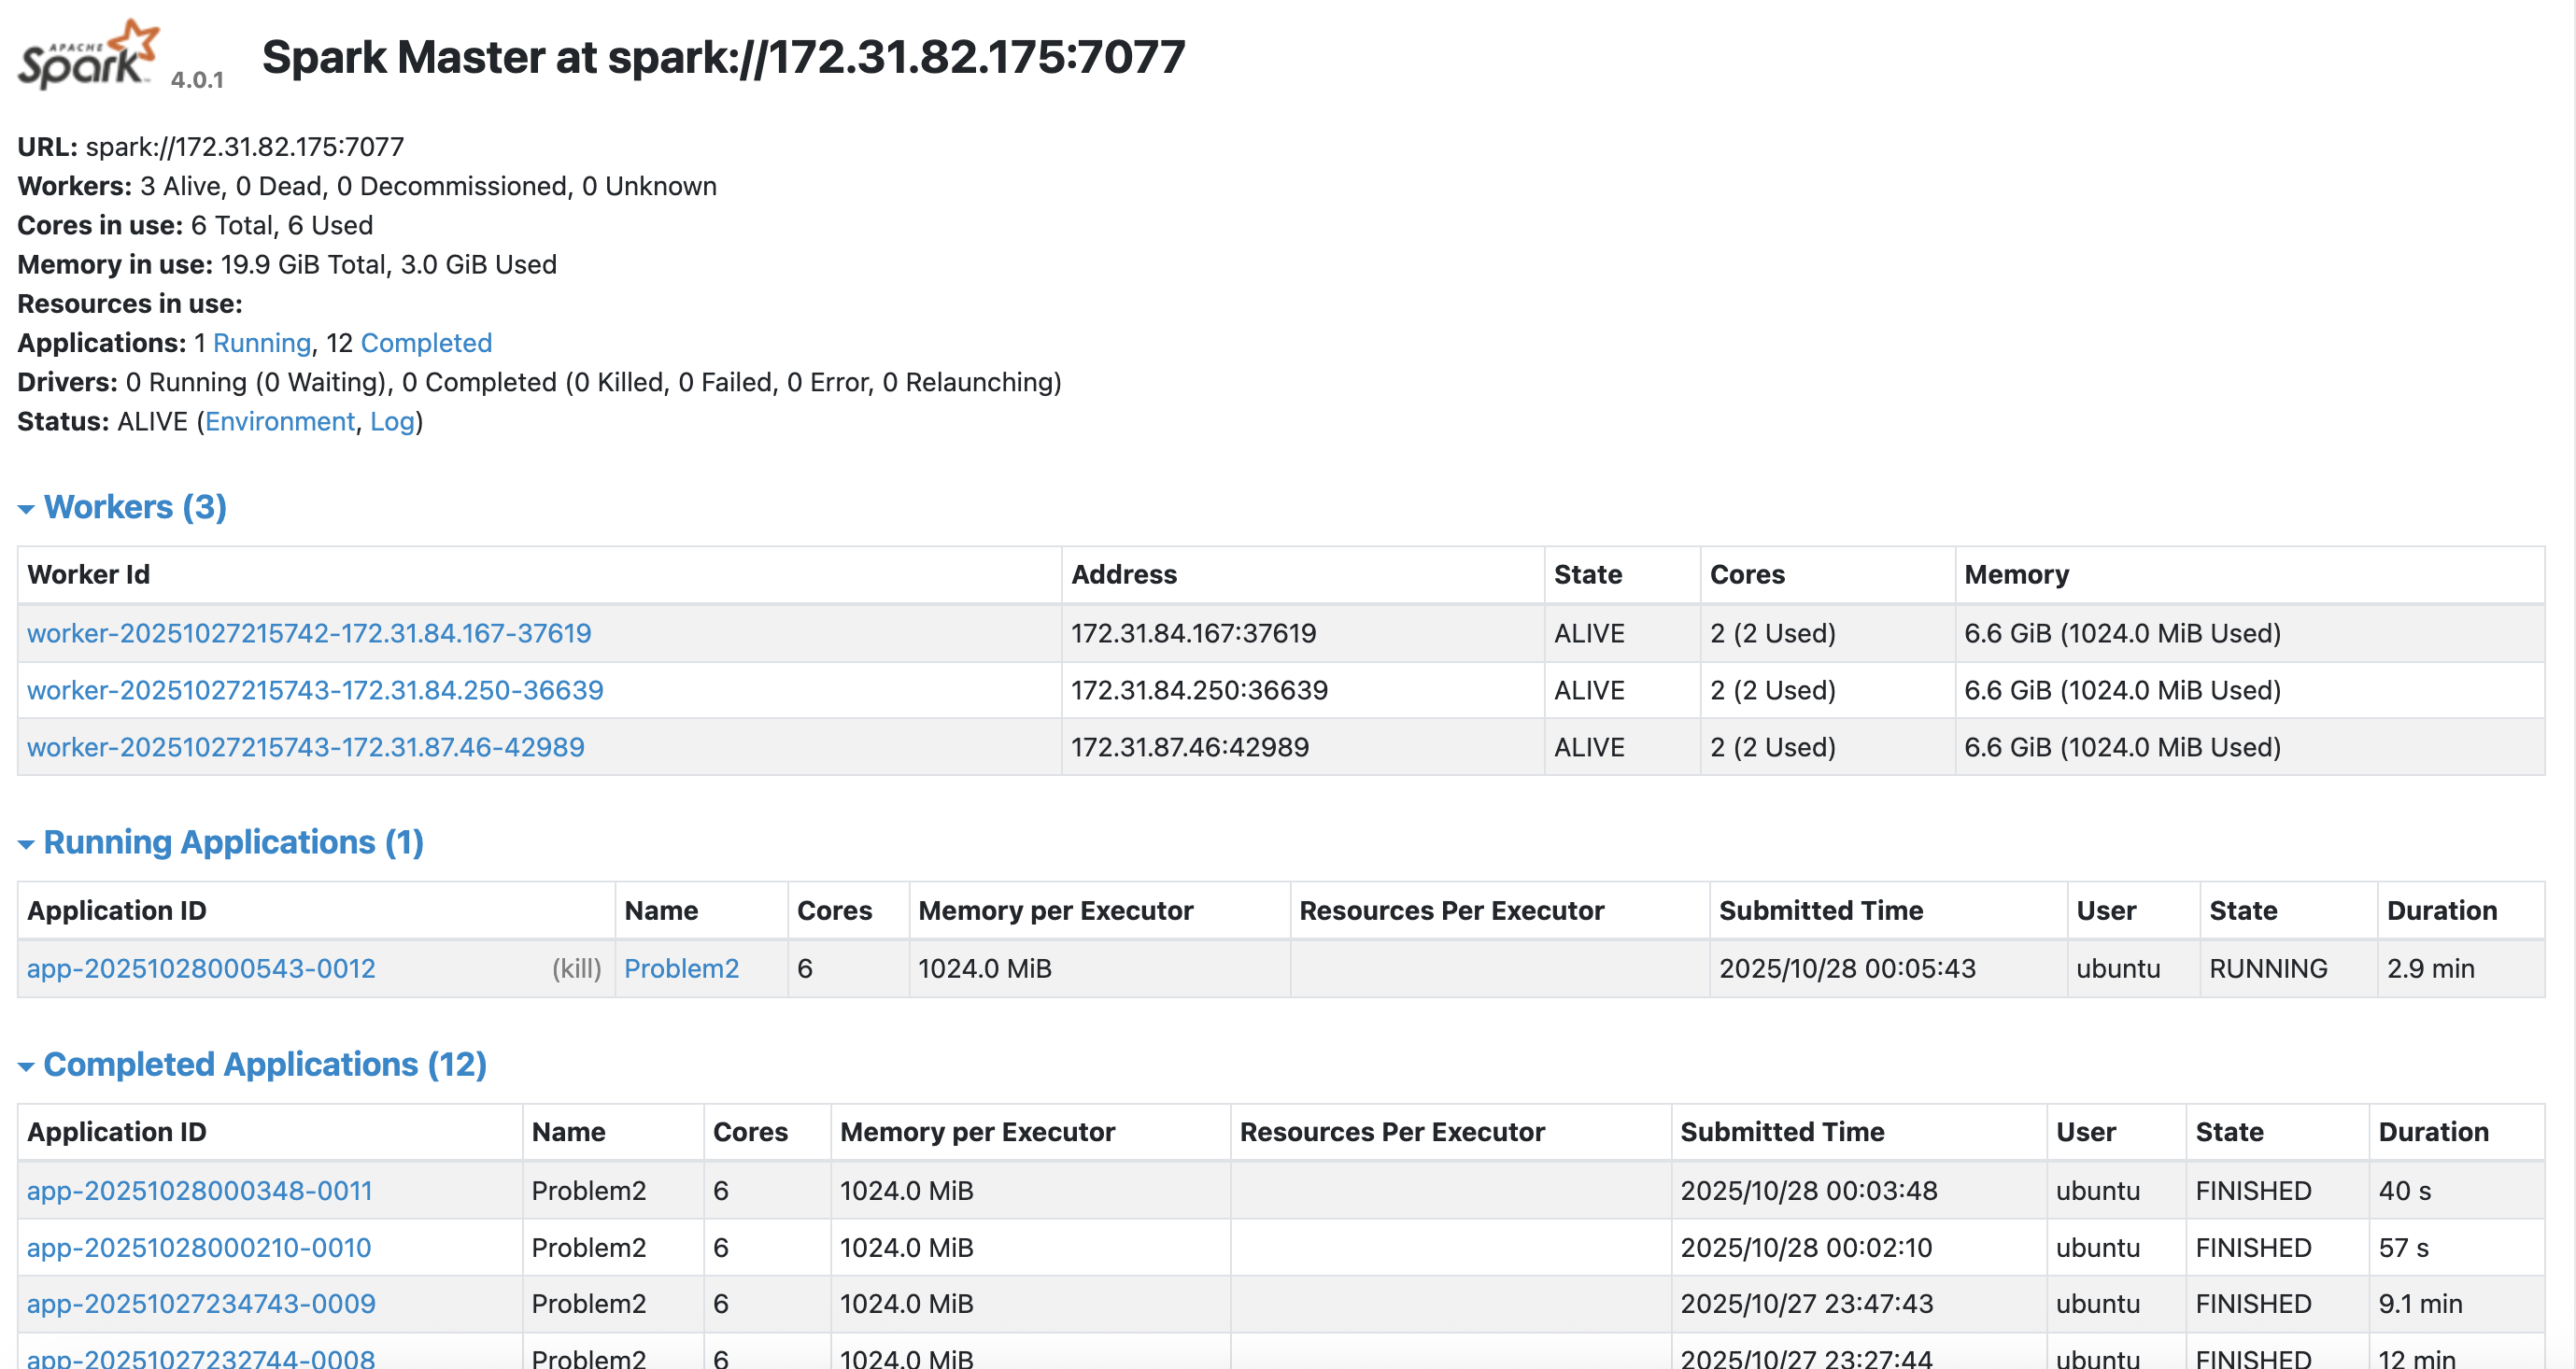 APACHE
Spark 4.0.1 Spark Master at spark://172.31.82.175:7077
URL: spark://172.31.82.175:7077
Workers: 3 Alive, 0 Dead, 0 Decommissioned, 0 Unknown
Cores in use: 6 Total, 6 Used
Memory in use: 19.9 GiB Total, 3.0 GiB Used
Resources in use:
Applications: 1 Running, 12 Completed
Drivers: 0 Running (0 Waiting), 0 Completed (0 Killed, 0 Failed, 0 Error, 0 Relaunching)
Status: ALIVE (Environment, Log)
Workers (3)
Worker Id Address State Cores Memory
worker-20251027215742-172.31.84.167-37619 172.31.84.167:37619 ALIVE 2 (2 Used) 6.6 GiB (1024.0 MiB Used)
worker-20251027215743-172.31.84.250-36639 172.31.84.250:36639 ALIVE 2 (2 Used) 6.6 GiB (1024.0 MiB Used)
worker-20251027215743-172.31.87.46-42989 172.31.87.46:42989 ALIVE 2 (2 Used) 6.6 GiB (1024.0 MiB Used)
Running Applications (1)
Application ID Name Cores Memory per Executor Resources Per Executor Submitted Time User State Duration
app-20251028000543-0012 (kill) Problem2 6 1024.0 MiB 2025/10/28 00:05:43 ubuntu RUNNING 2.9 min
Completed Applications (12)
Application ID Name Cores Memory per Executor Resources Per Executor Submitted Time User State Duration
app-20251028000348-0011 Problem2 6 1024.0 MiB 2025/10/28 00:03:48 ubuntu FINISHED 40 s
app-20251028000210-0010 Problem2 6 1024.0 MiB 2025/10/28 00:02:10 ubuntu FINISHED 57 s
app-20251027234743-0009 Problem2 6 1024.0 MiB 2025/10/27 23:47:43 ubuntu FINISHED 9.1 min
app-20251027232744-0008 Problem2 6 1024.0 MiB 2025/10/27 23:27:44 ubuntu FINISHED 12 min